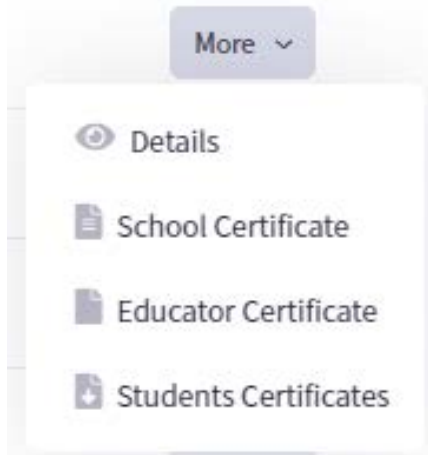 More
Details
School Certificate
Educator Certificate
Students Certificates